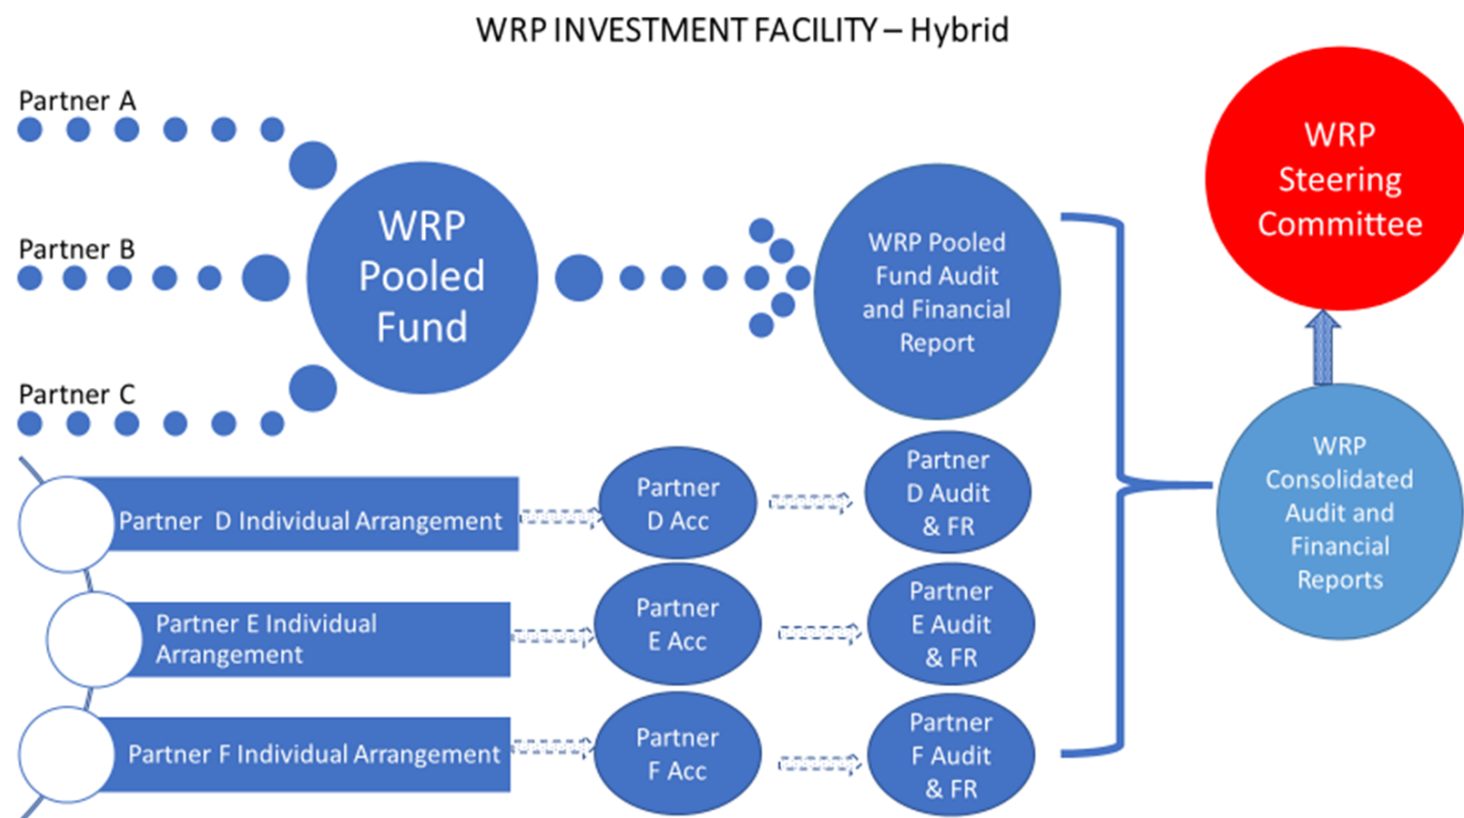 WRP INVESTMENT FACILITY – Hybrid
Partner A
Partner B
Partner C
WRP
Pooled
Fund
WRP Pooled
Fund Audit
and Financial
Report
WRP
Steering
Committee
Partner  D Individual Arrangement
Partner
D Acc
Partner
D Audit
& FR
Partner E Individual
Arrangement
Partner
E Acc
Partner
E Audit
& FR
Partner F Individual Arrangement
Partner
F Acc
Partner
F Audit
& FR
WRP
Consolidated
Audit and
Financial
Reports